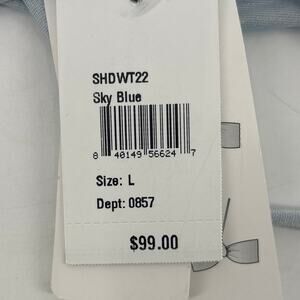 SHDWT22
Sky Blue
8 40149 56624 7
Size: L
Dept: 0857
$99.00